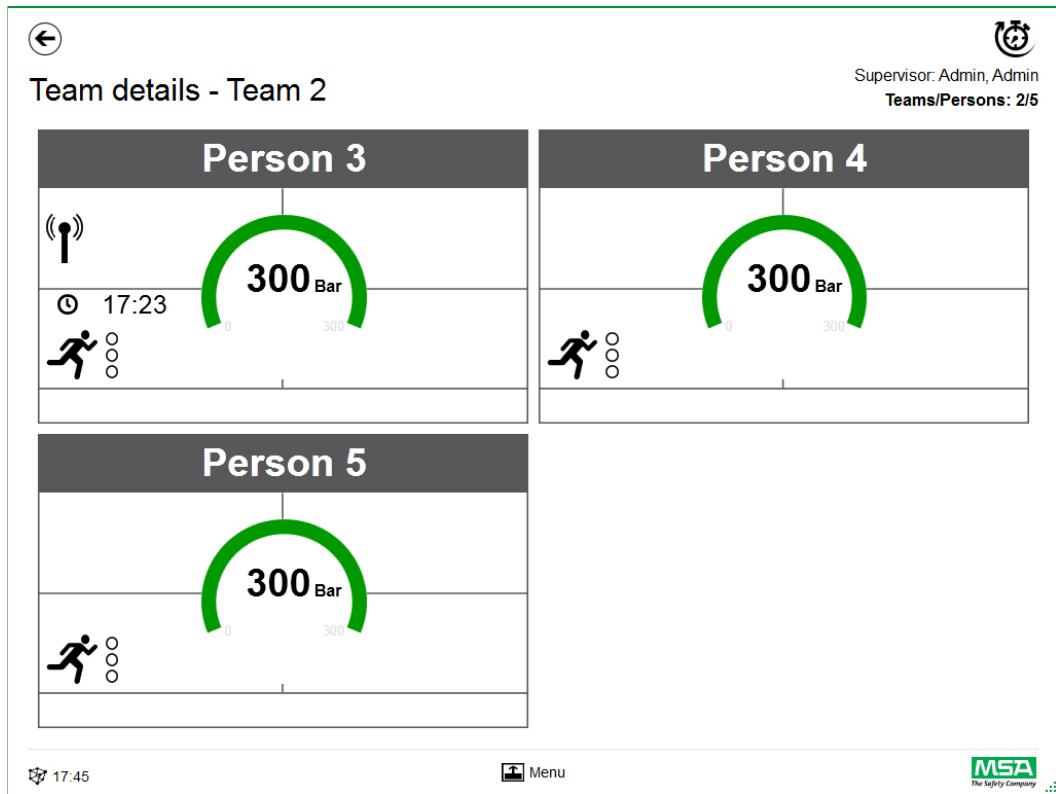 Supervisor: Admin, Admin
Team details - Team 2
Teams/Persons: 2/5
Person 3
300 Bar
17:23
0 300
Person 4
300 Bar
0 300
Person 5
300 Bar
0 300
17:45
Menu
MSA
The Safety Company